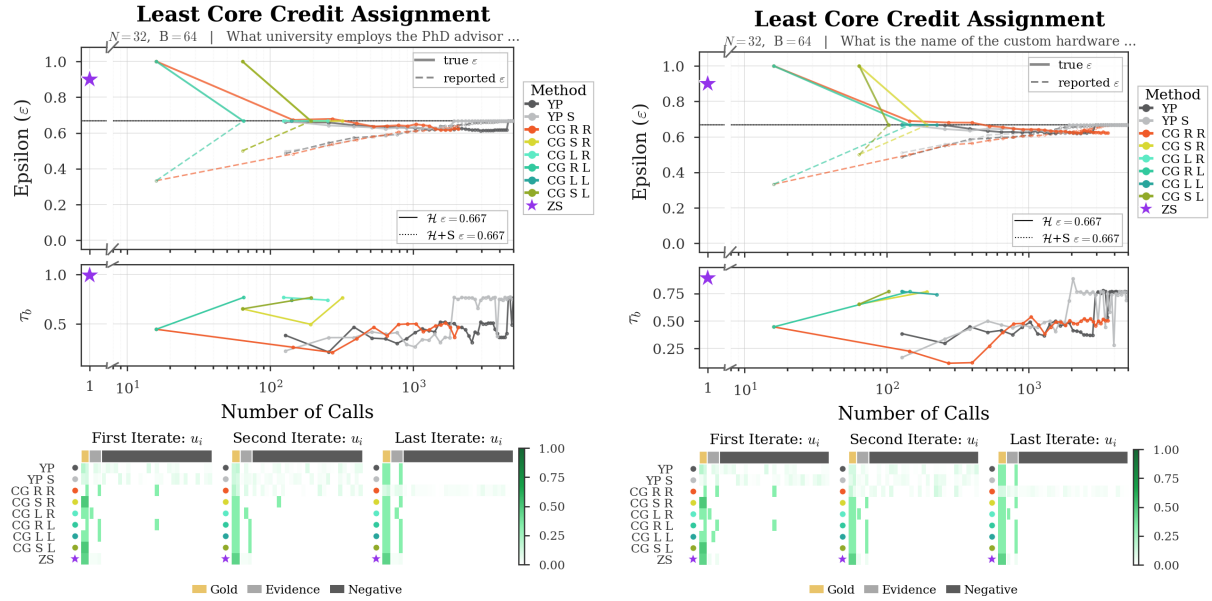 Least Core Credit Assignment
N=32, B=64 | What university employs the PhD advisor ...
Epsilon (ε)
1.0
0.8
0.6
0.4
0.2
0.0
true ε
reported ε
ℋ ε=0.667
ℋ+S ε=0.667
Method
YP
YP S
CG R R
CG S R
CG L R
CG R L
CG L L
CG S L
ZS
τb
1.0
0.5
1
10¹
10²
10³
Number of Calls
First Iterate: uᵢ
Second Iterate: uᵢ
Last Iterate: uᵢ
YP
YP S
CG R R
CG S R
CG L R
CG R L
CG L L
CG S L
ZS
1.00
0.75
0.50
0.25
0.00
Gold
Evidence
Negative
Least Core Credit Assignment
N=32, B=64 | What is the name of the custom hardware ...
Epsilon (ε)
1.0
0.8
0.6
0.4
0.2
0.0
true ε
reported ε
ℋ ε=0.667
ℋ+S ε=0.667
Method
YP
YP S
CG R R
CG S R
CG L R
CG R L
CG L L
CG S L
ZS
τb
0.75
0.50
0.25
1
10¹
10²
10³
Number of Calls
First Iterate: uᵢ
Second Iterate: uᵢ
Last Iterate: uᵢ
YP
YP S
CG R R
CG S R
CG L R
CG R L
CG L L
CG S L
ZS
1.00
0.75
0.50
0.25
0.00
Gold
Evidence
Negative